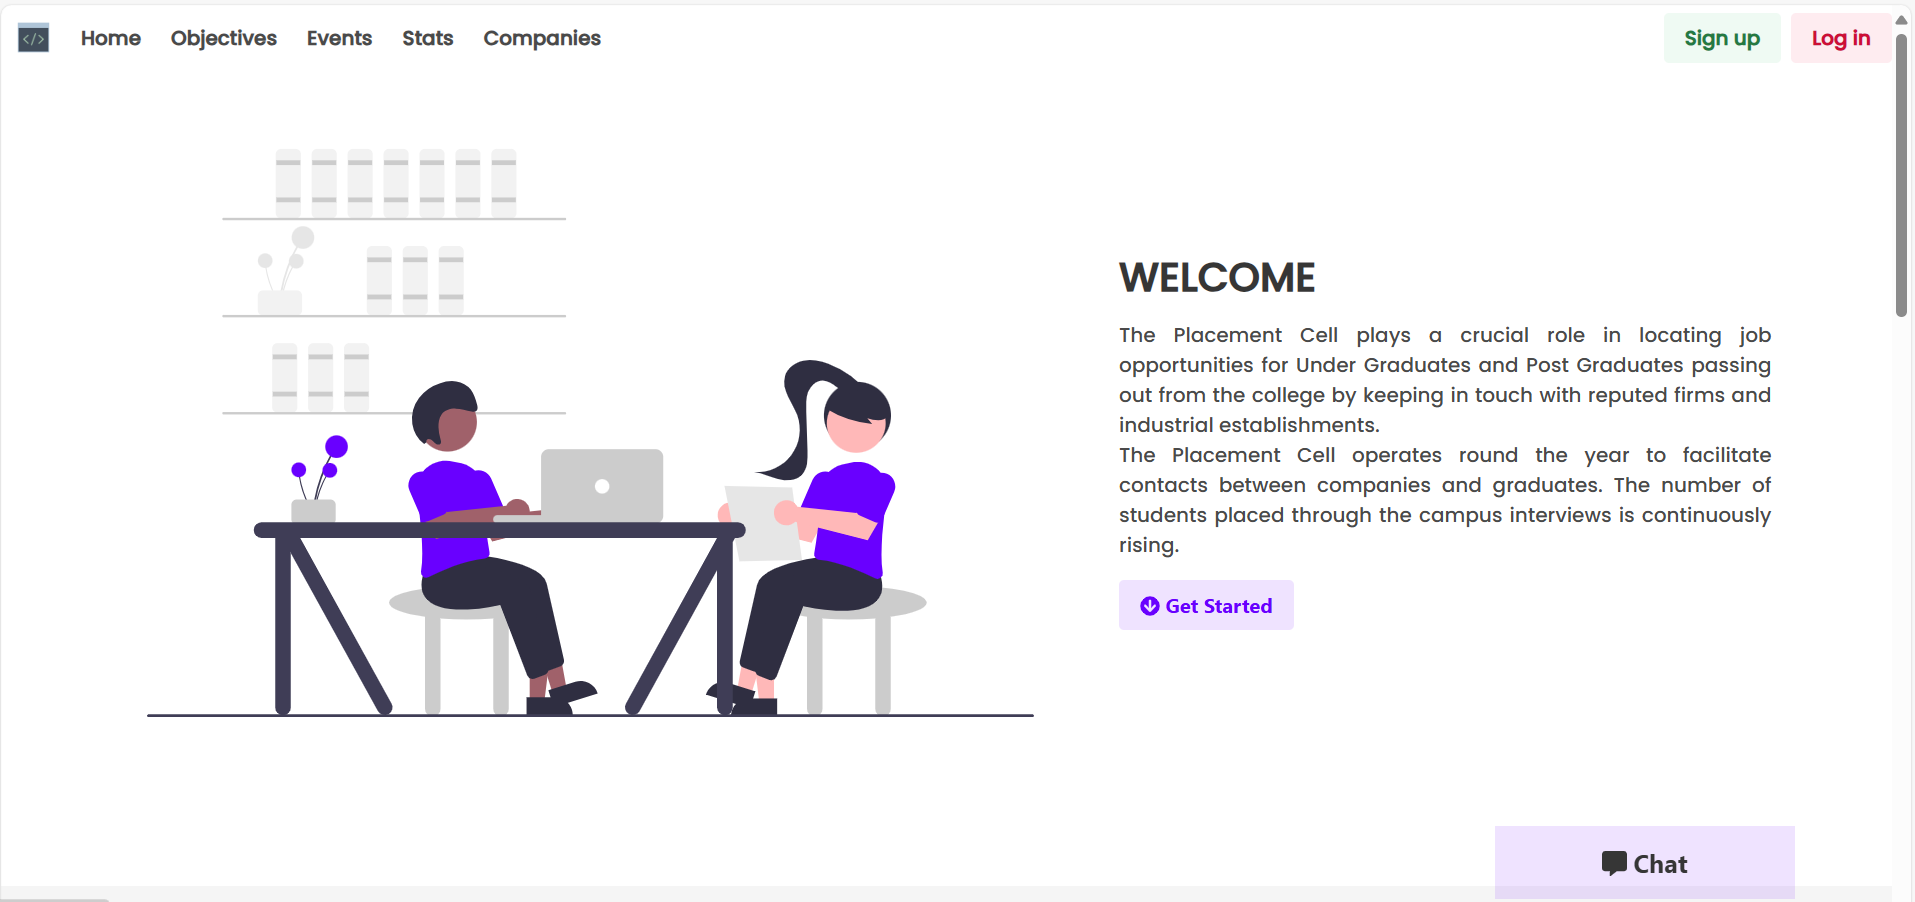 </>
Home Objectives Events Stats Companies Sign up Log in
WELCOME
The Placement Cell plays a crucial role in locating job
opportunities for Under Graduates and Post Graduates passing
out from the college by keeping in touch with reputed firms and
industrial establishments.
The Placement Cell operates round the year to facilitate
contacts between companies and graduates. The number of
students placed through the campus interviews is continuously
rising.
Get Started
Chat